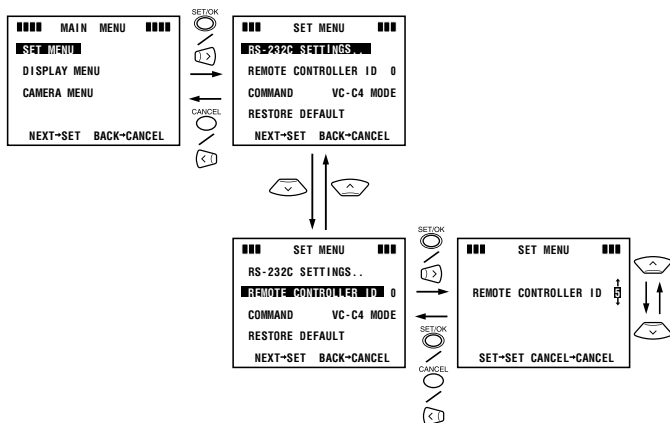 MAIN MENU
SET MENU
DISPLAY MENU
CAMERA MENU
NEXT→SET BACK→CANCEL
SET/OK
CANCEL
SET MENU
RS-232C SETTINGS..
REMOTE CONTROLLER ID 0
COMMAND VC-C4 MODE
RESTORE DEFAULT
NEXT→SET BACK→CANCEL
SET MENU
RS-232C SETTINGS..
REMOTE CONTROLLER ID 0
COMMAND VC-C4 MODE
RESTORE DEFAULT
NEXT→SET BACK→CANCEL
SET/OK
SET/OK
CANCEL
SET MENU
REMOTE CONTROLLER ID 5
SET→SET CANCEL→CANCEL